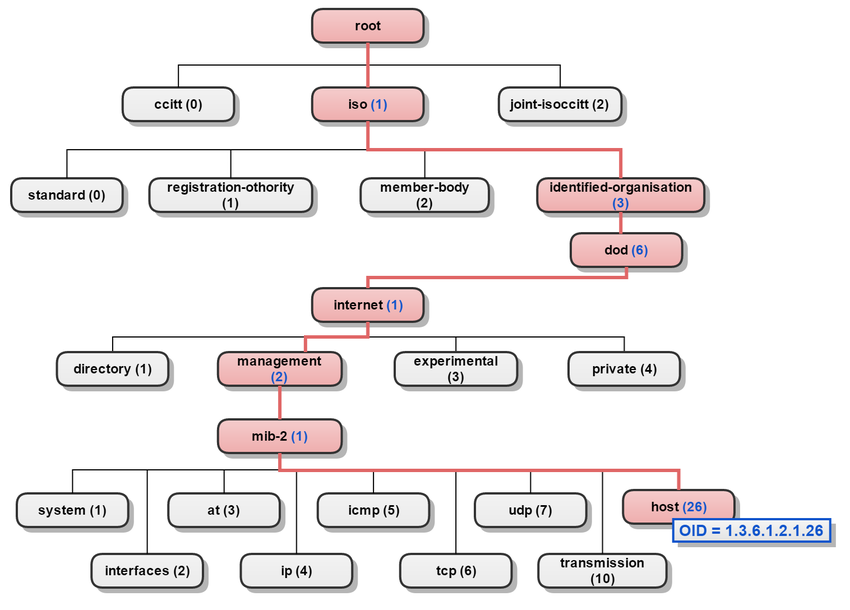 root
ccitt (0)
iso (1)
joint-isoccitt (2)
standard (0)
registration-othority
(1)
member-body
(2)
identified-organisation
(3)
dod (6)
internet (1)
directory (1)
management
(2)
experimental
(3)
private (4)
mib-2 (1)
system (1)
at (3)
icmp (5)
udp (7)
host (26)
OID = 1.3.6.1.2.1.26
interfaces (2)
ip (4)
tcp (6)
transmission
(10)